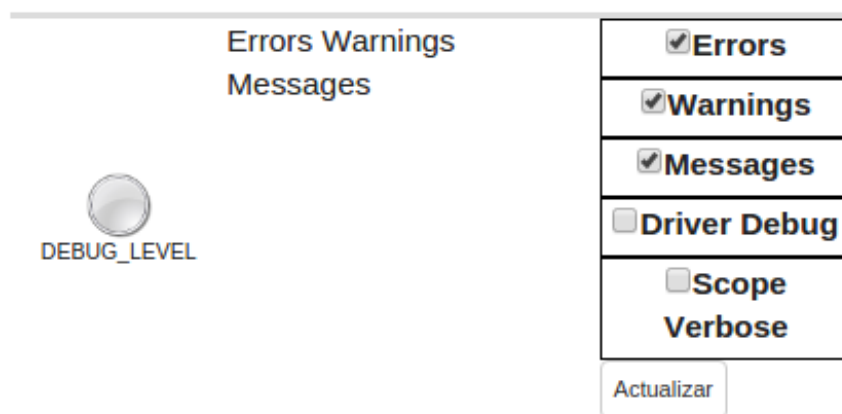 Errors Warnings
Messages
DEBUG_LEVEL
Errors
Warnings
Messages
Driver Debug
Scope
Verbose
Actualizar